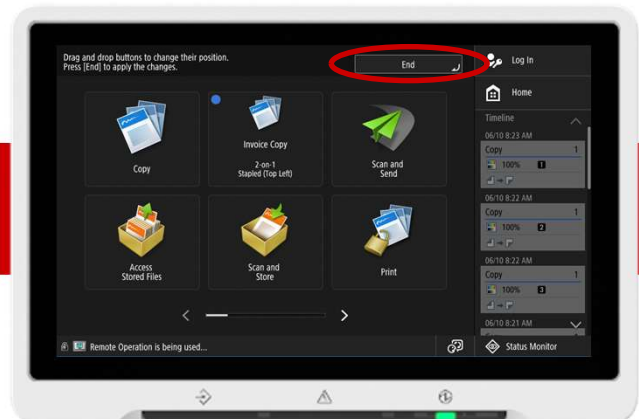 Drag and drop buttons to change their position.
Press [End] to apply the changes.
End
Log In
Home
Copy
Invoice Copy
2-on-1
Stapled (Top Left)
Scan and
Send
Access
Stored Files
Scan and
Store
Print
Timeline
06/10 8:23 AM
Copy 1
100% 1
06/10 8:22 AM
Copy 1
100% 2
06/10 8:22 AM
Copy 1
100% 3
06/10 8:21 AM
Remote Operation is being used...
Status Monitor